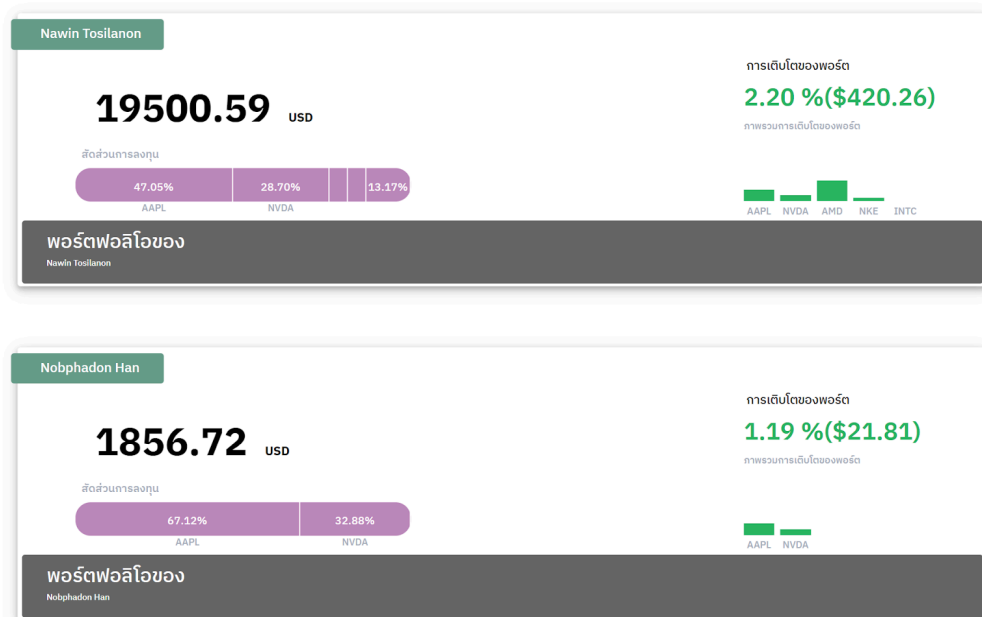 Nawin Tosilanon
การเติบโตของพอร์ต
19500.59 USD
2.20 %($420.26)
ภาพรวมการเติบโตของพอร์ต
สัดส่วนการลงทุน
47.05% 28.70% 13.17%
AAPL NVDA
AAPL NVDA AMD NKE INTC
พอร์ตฟอลิโอของ
Nawin Tosilanon
Nobphadon Han
การเติบโตของพอร์ต
1856.72 USD
1.19 %($21.81)
ภาพรวมการเติบโตของพอร์ต
สัดส่วนการลงทุน
67.12% 32.88%
AAPL NVDA
AAPL NVDA
พอร์ตฟอลิโอของ
Nobphadon Han